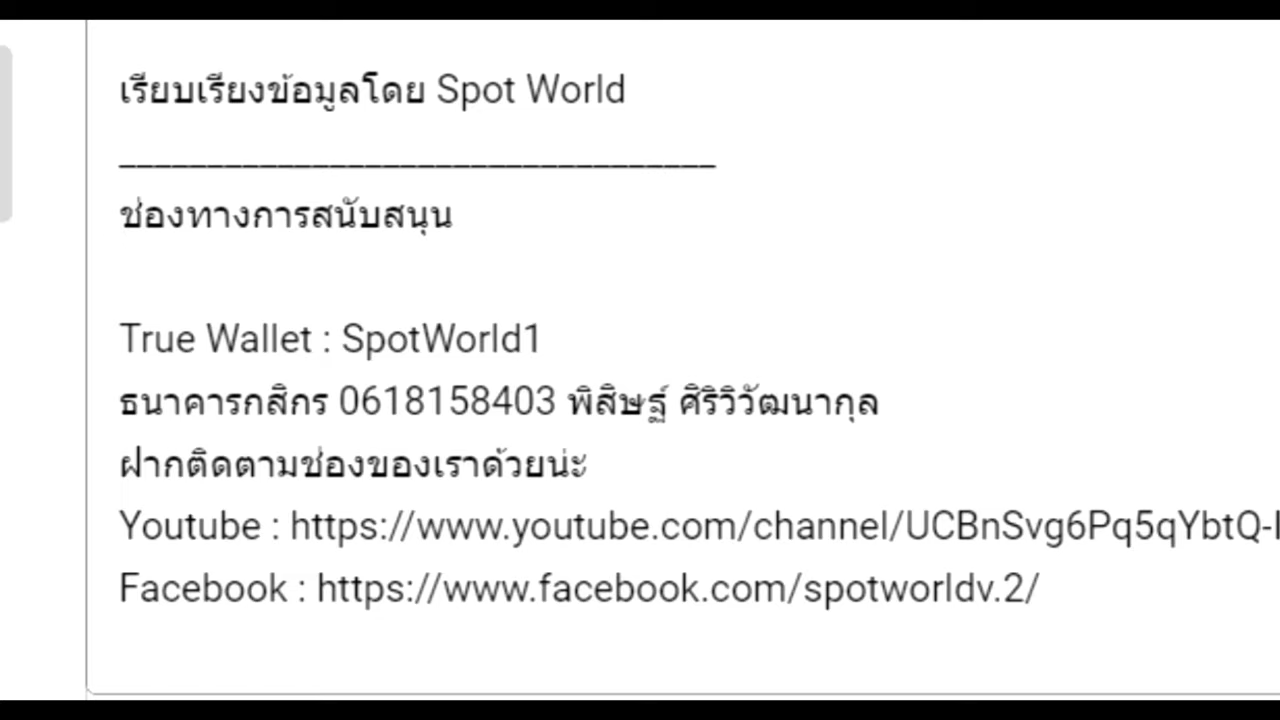 เรียบเรียงข้อมูลโดย Spot World
__________________________________
ช่องทางการสนับสนุน
True Wallet : SpotWorld1
ธนาคารกสิกร 0618158403 พิสิษฐ์ ศิริวิวัฒนากุล
ฝากติดตามช่องของเราด้วยน่ะ
Youtube : https://www.youtube.com/channel/UCBnSvg6Pq5qYbtQ-
Facebook : https://www.facebook.com/spotworldv.2/